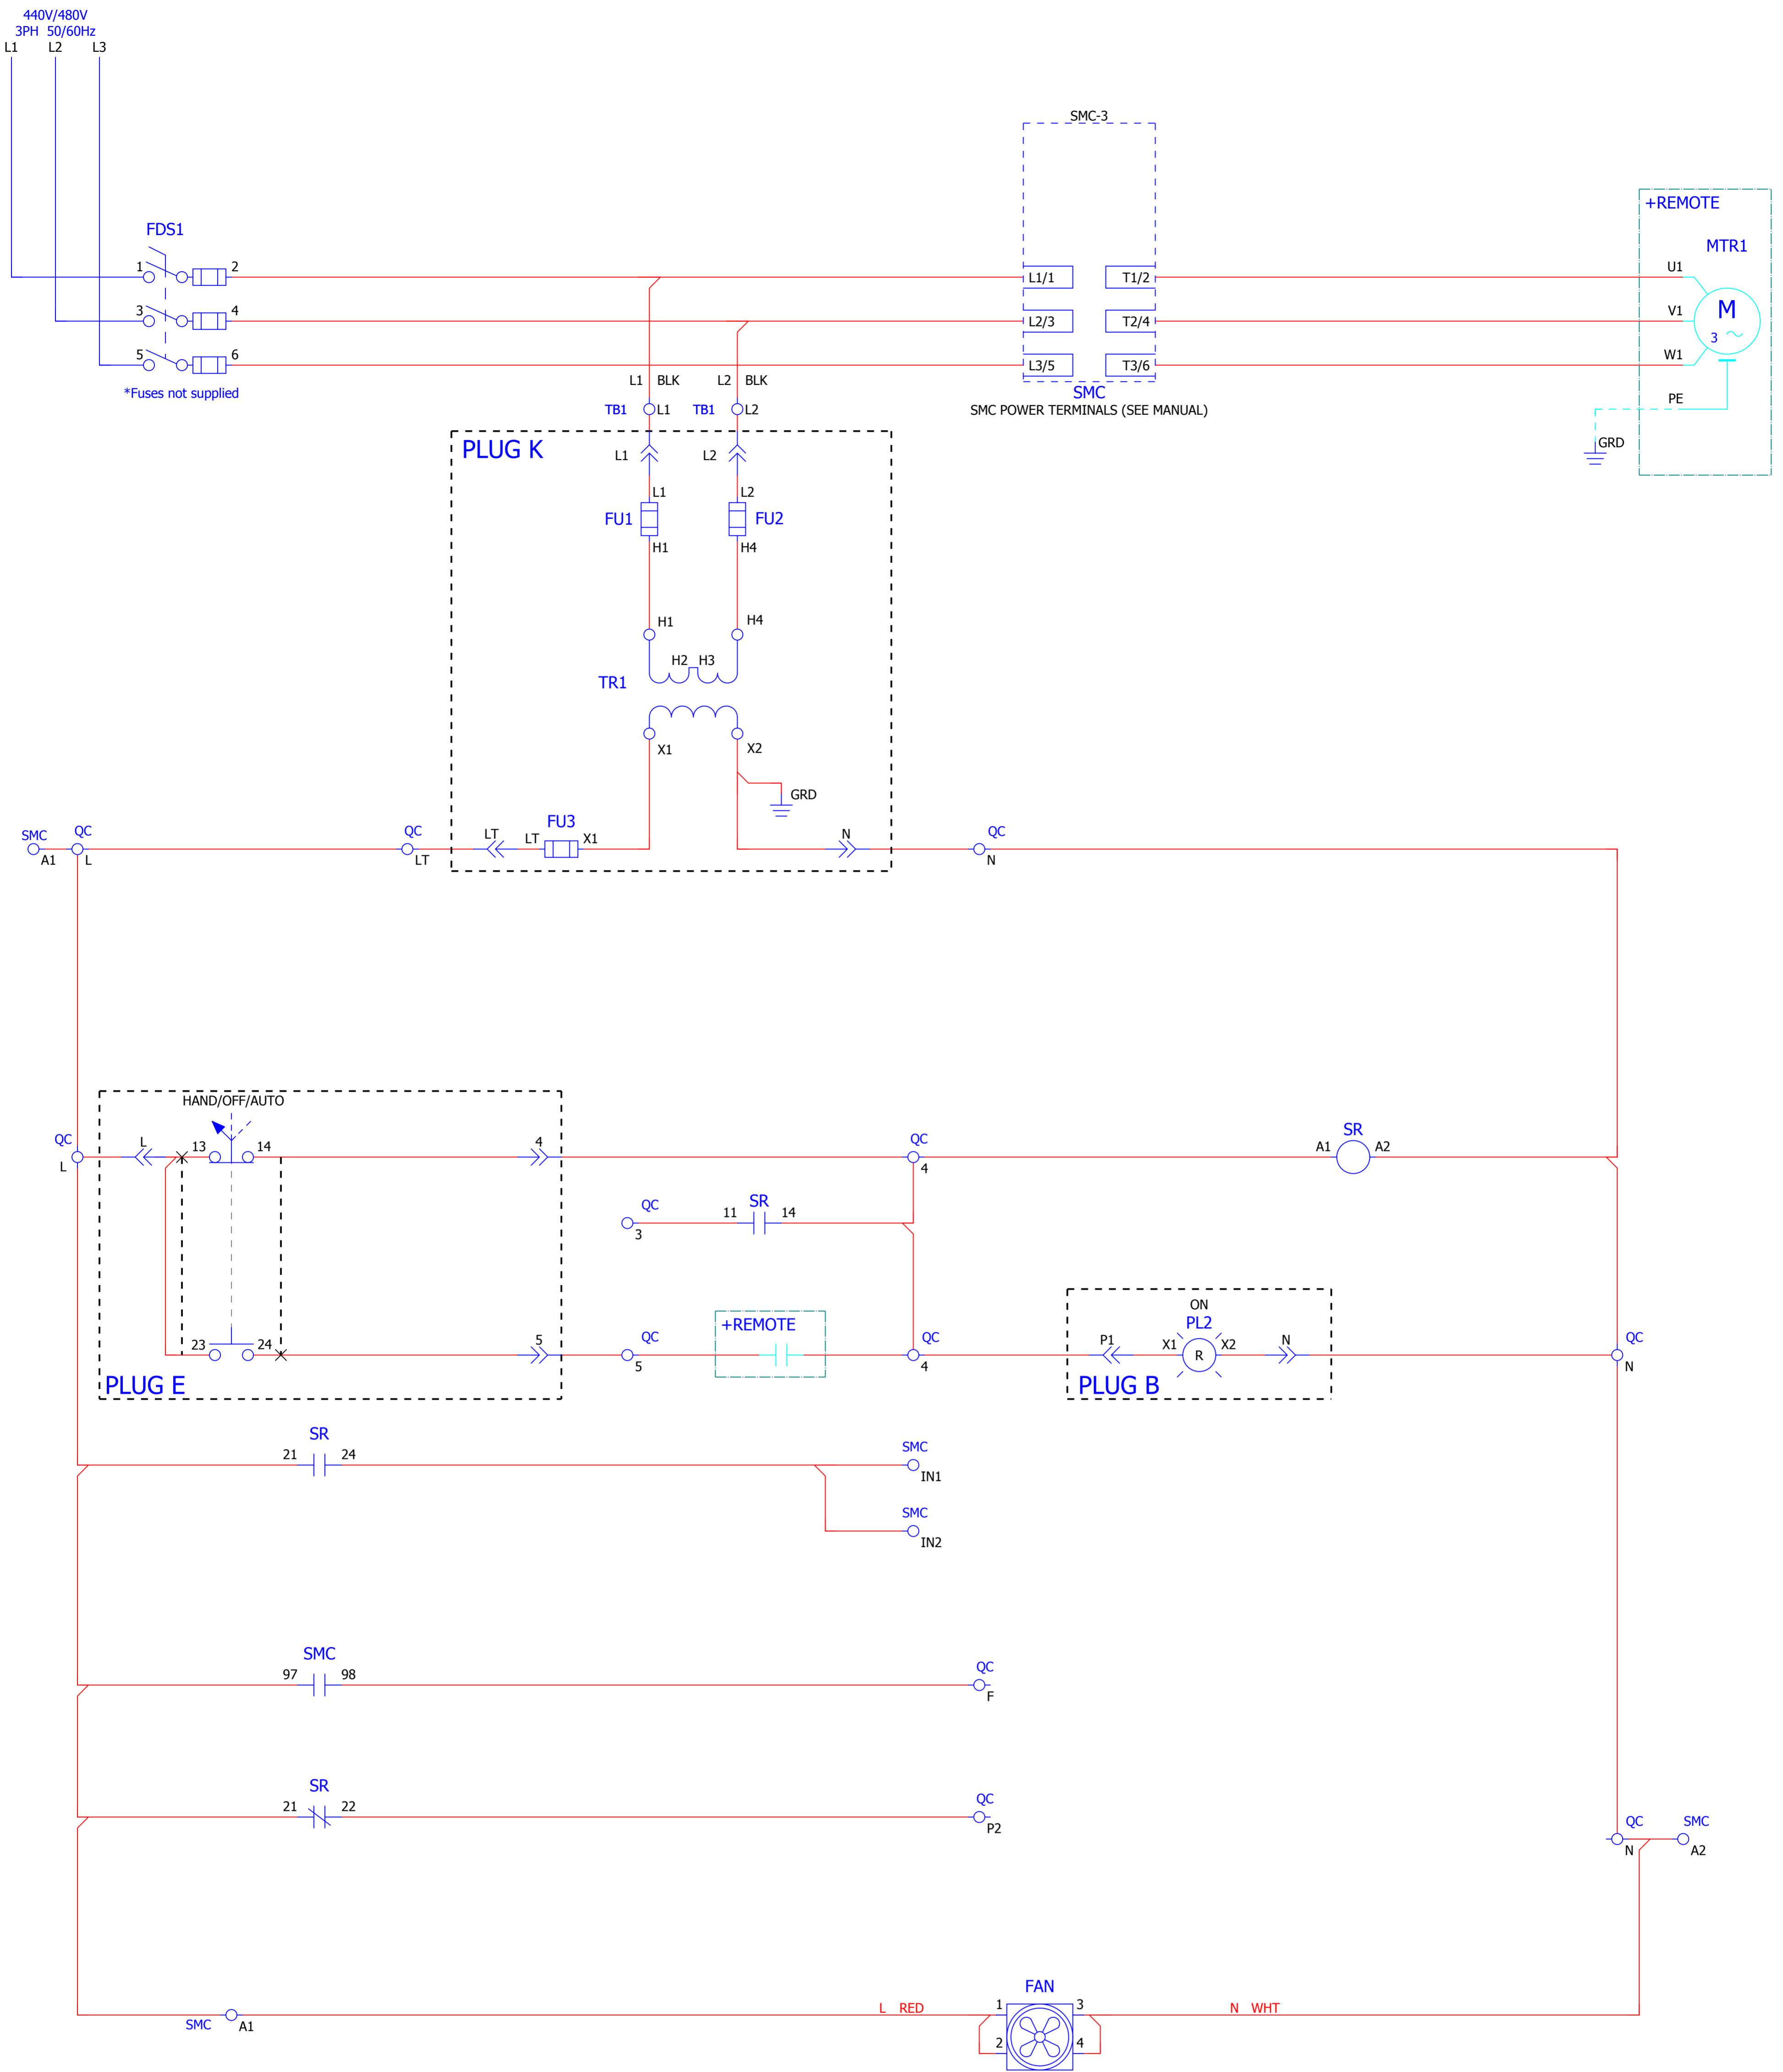 440V/480V
3PH 50/60Hz
L1 L2 L3
SMC-3
+REMOTE
FDS1
MTR1
1 2 L1/1 T1/2 U1
3 4 L2/3 T2/4 V1
M
3
5 6 L3/5 T3/6 W1
*Fuses not supplied
L1 BLK L2 BLK
SMC
TB1 L1 TB1 L2
SMC POWER TERMINALS (SEE MANUAL)
PE
GRD
PLUG K
L1 L2
L1 L2
FU1 FU2
H1 H4
H1 H4
H2 H3
TR1
X1 X2
GRD
SMC QC QC LT LT FU3 X1 N QC
A1 L LT N
HAND/OFF/AUTO
QC L 13 14 4 QC A1 SR A2
L 4
QC 11 SR 14
3
ON
+REMOTE
PL2
23 24 5 QC QC P1 X1 R X2 N QC
5 4 N
PLUG E
PLUG B
SR
21 24 SMC
IN1
SMC
IN2
SMC
97 98 QC
F
SR
21 22 QC
P2
QC SMC
N A2
FAN
L RED 1 3 N WHT
SMC A1
2 4